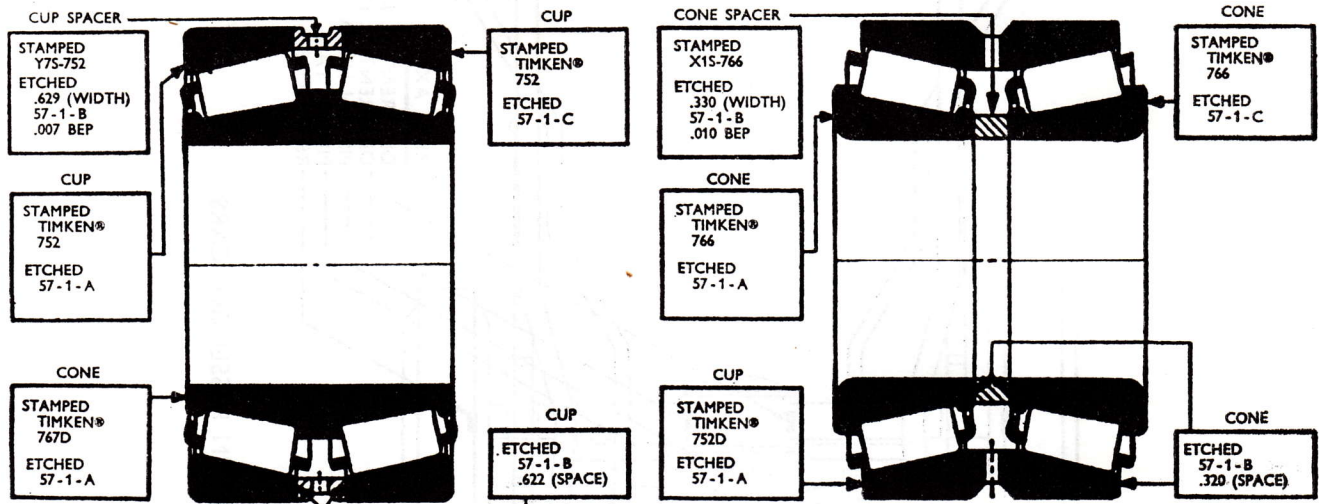 CUP SPACER
STAMPED
Y7S-752
ETCHED
.629 (WIDTH)
57-1-B
.007 BEP
CUP
STAMPED
TIMKEN®
752
ETCHED
57-1-C
CUP
STAMPED
TIMKEN®
752
ETCHED
57-1-A
CONE
STAMPED
TIMKEN®
767D
ETCHED
57-1-A
CUP
ETCHED
57-1-B
.622 (SPACE)
CONE SPACER
STAMPED
X1S-766
ETCHED
.330 (WIDTH)
57-1-B
.010 BEP
CONE
STAMPED
TIMKEN®
766
ETCHED
57-1-C
CONE
STAMPED
TIMKEN®
766
ETCHED
57-1-A
CUP
STAMPED
TIMKEN®
752D
ETCHED
57-1-A
CONE
ETCHED
57-1-B
.320 (SPACE)